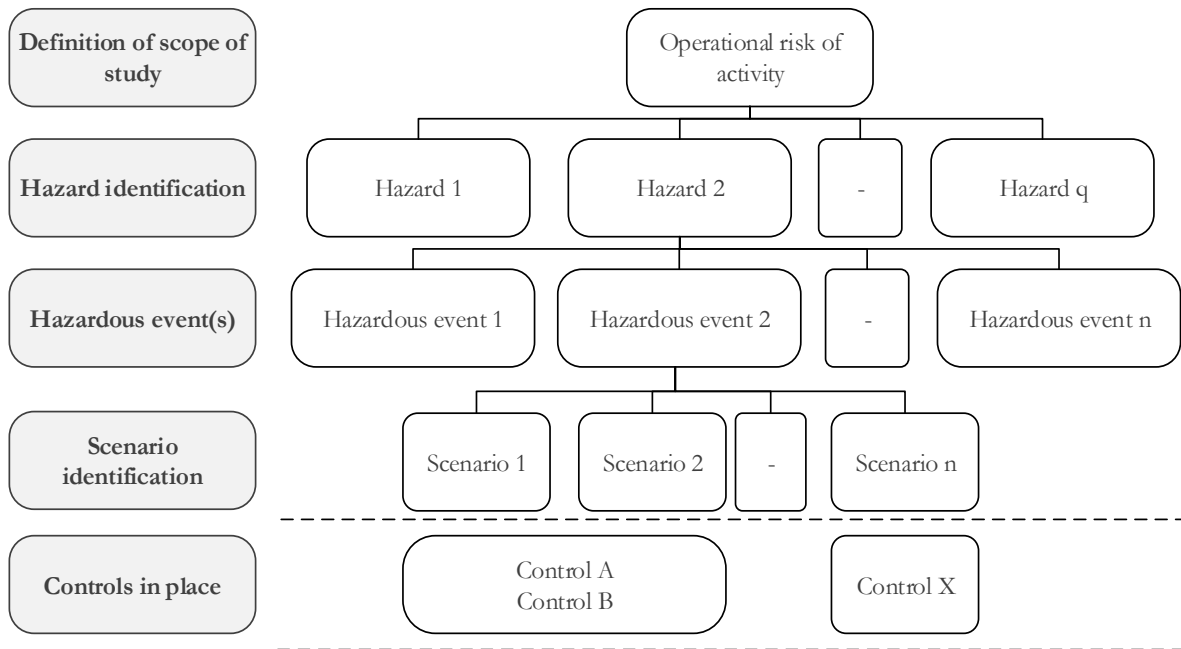 Definition of scope of
study
Operational risk of
activity
Hazard identification
Hazard 1
Hazard 2
-
Hazard q
Hazardous event(s)
Hazardous event 1
Hazardous event 2
-
Hazardous event n
Scenario
identification
Scenario 1
Scenario 2
-
Scenario n
Controls in place
Control A
Control B
Control X